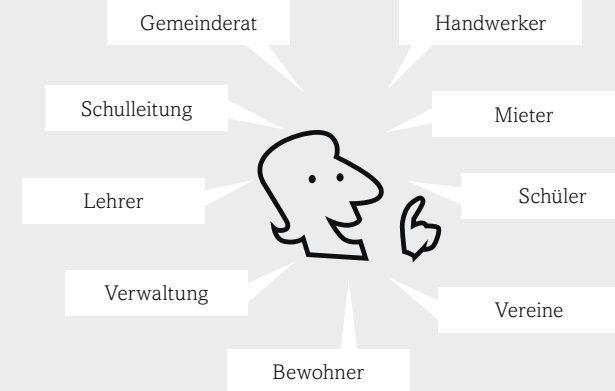 Gemeinderat
Handwerker
Schulleitung
Mieter
Lehrer
Schüler
Verwaltung
Vereine
Bewohner